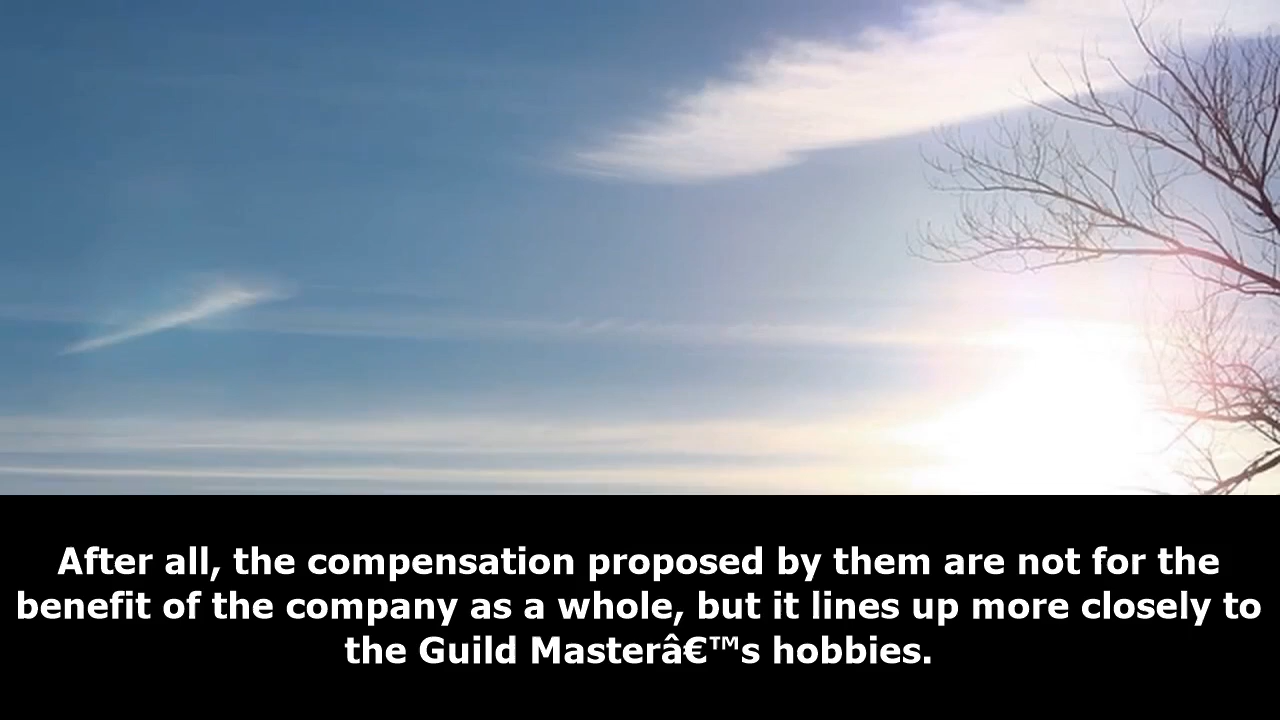 After all, the compensation proposed by them are not for the
benefit of the company as a whole, but it lines up more closely to
the Guild Masterâ€™s hobbies.